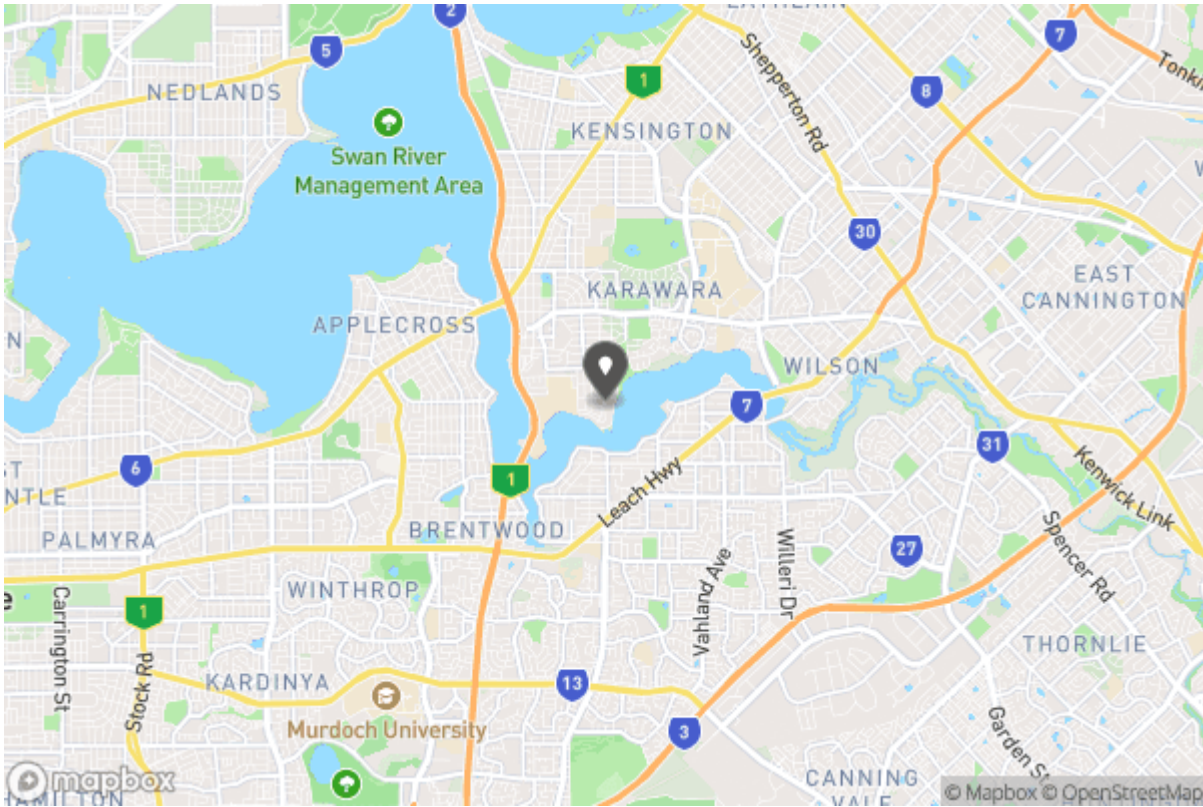 LATHLAIN
2
5
7
1
8
Tonki
NEDLANDS
KENSINGTON
Shepperton Rd
Swan River
Management Area
30
EAST
CANNINGTON
KARAWARA
APPLECROSS
N
WILSON
7
6
31
ST
NTLE
1
Leach Hwy
Kenwick Link
PALMYRA
BRENTWOOD
27
Spencer Rd
Willeri Dr
Vahland Ave
WINTHROP
e
1
Carrington St
Stock Rd
THORNLIE
KARDINYA
13
Murdoch University
3
Garden St
CANNING
VALE
mapbox
HAMILTON
© Mapbox © OpenStreetMap